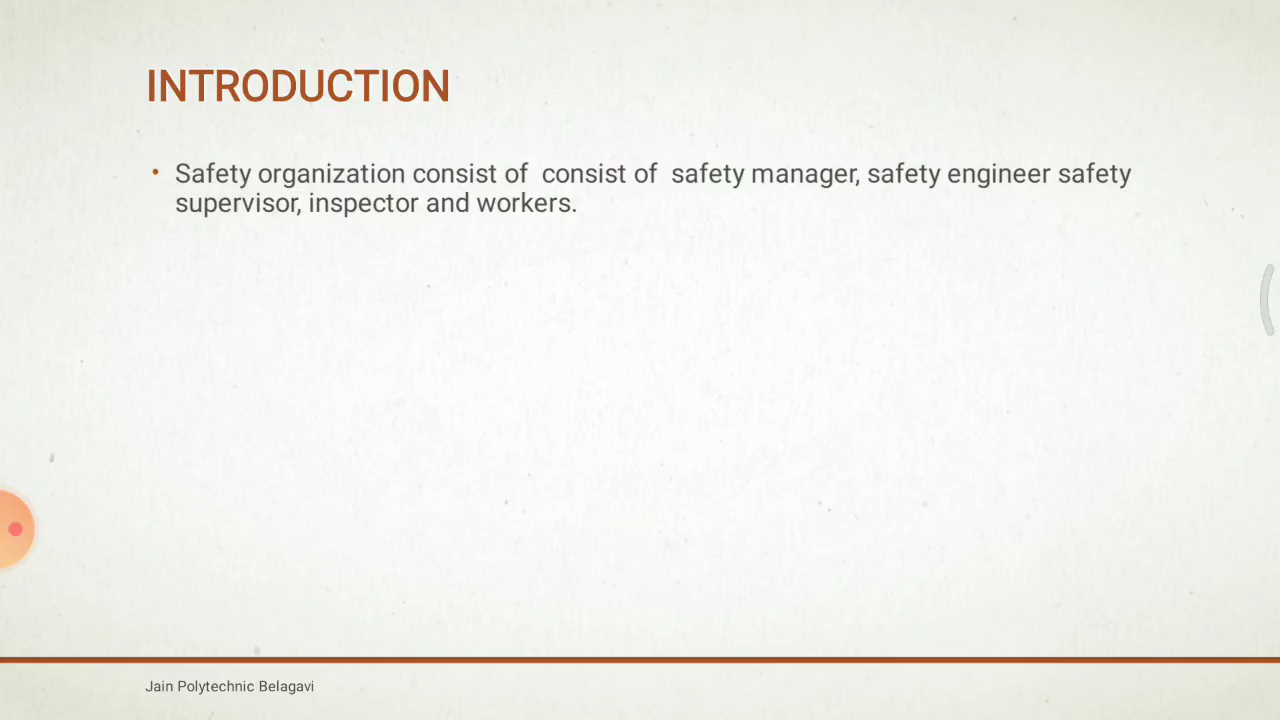 INTRODUCTION
• Safety organization consist of  consist of  safety manager, safety engineer safety
supervisor, inspector and workers.
Jain Polytechnic Belagavi